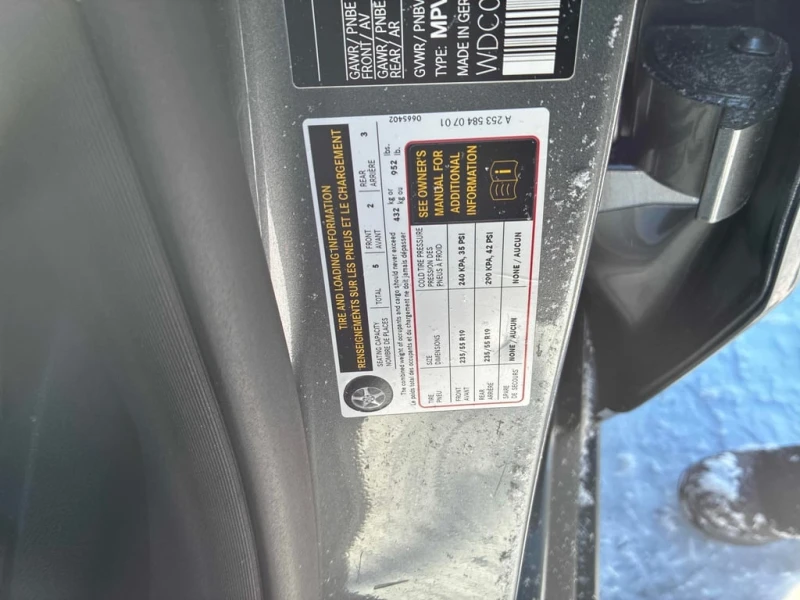 GAWR / PNBE
FRONT / AV
GAWR / PNBE
REAR / AR
GVWR / PNBV
TYPE: MPV
MADE IN GER
WDC0
TIRE AND LOADING INFORMATION
RENSEIGNEMENTS SUR LES PNEUS ET LE CHARGEMENT
SEATING CAPACITY TOTAL 5 FRONT 2 REAR 3
NOMBRE DE PLACES AVANT ARRIÈRE
The combined weight of occupants and cargo should never exceed 432 kg or 952 lbs.
Le poids total des occupants et du chargement ne doit jamais dépasser kg ou lb.
TIRE SIZE COLD TIRE PRESSURE
PNEU DIMENSIONS PRESSION DES PNEUS À FROID
FRONT 235/55 R19 240 KPA, 35 PSI
AVANT
REAR 235/55 R19 290 KPA, 42 PSI
ARRIÈRE
SPARE NONE / AUCUN NONE / AUCUN
DE SECOURS
SEE OWNER'S
MANUAL FOR
ADDITIONAL
INFORMATION
0665402
A 253 584 07 01